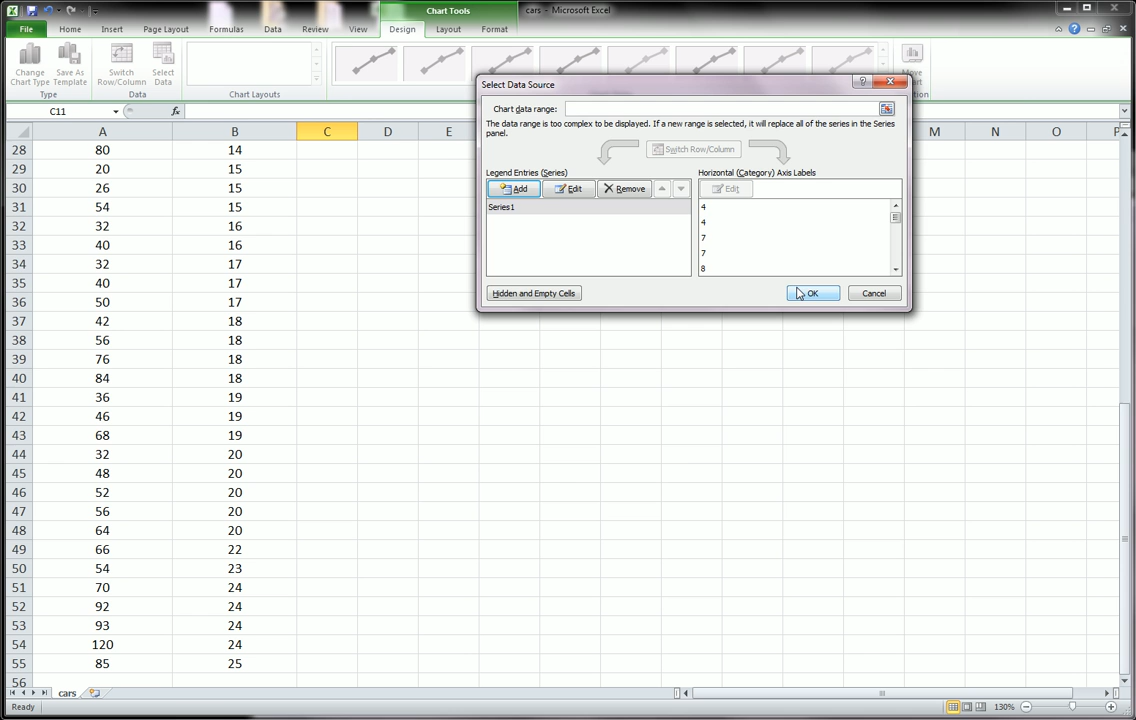 Chart Tools
cars - Microsoft Excel
File Home Insert Page Layout Formulas Data Review View Design Layout Format
Change Chart Type
Save As Template
Switch Row/Column
Select Data
Type Data Chart Layouts
C11 fx
Select Data Source
Chart data range:
The data range is too complex to be displayed. If a new range is selected, it will replace all of the series in the Series
panel.
Switch Row/Column
Legend Entries (Series) Horizontal (Category) Axis Labels
Add Edit Remove Edit
Series1
4
4
7
7
8
Hidden and Empty Cells OK Cancel
A B C D E M N O P
28 80 14
29 20 15
30 26 15
31 54 15
32 32 16
33 40 16
34 32 17
35 40 17
36 50 17
37 42 18
38 56 18
39 76 18
40 84 18
41 36 19
42 46 19
43 68 19
44 32 20
45 48 20
46 52 20
47 56 20
48 64 20
49 66 22
50 54 23
51 70 24
52 92 24
53 93 24
54 120 24
55 85 25
56
cars
Ready 130%